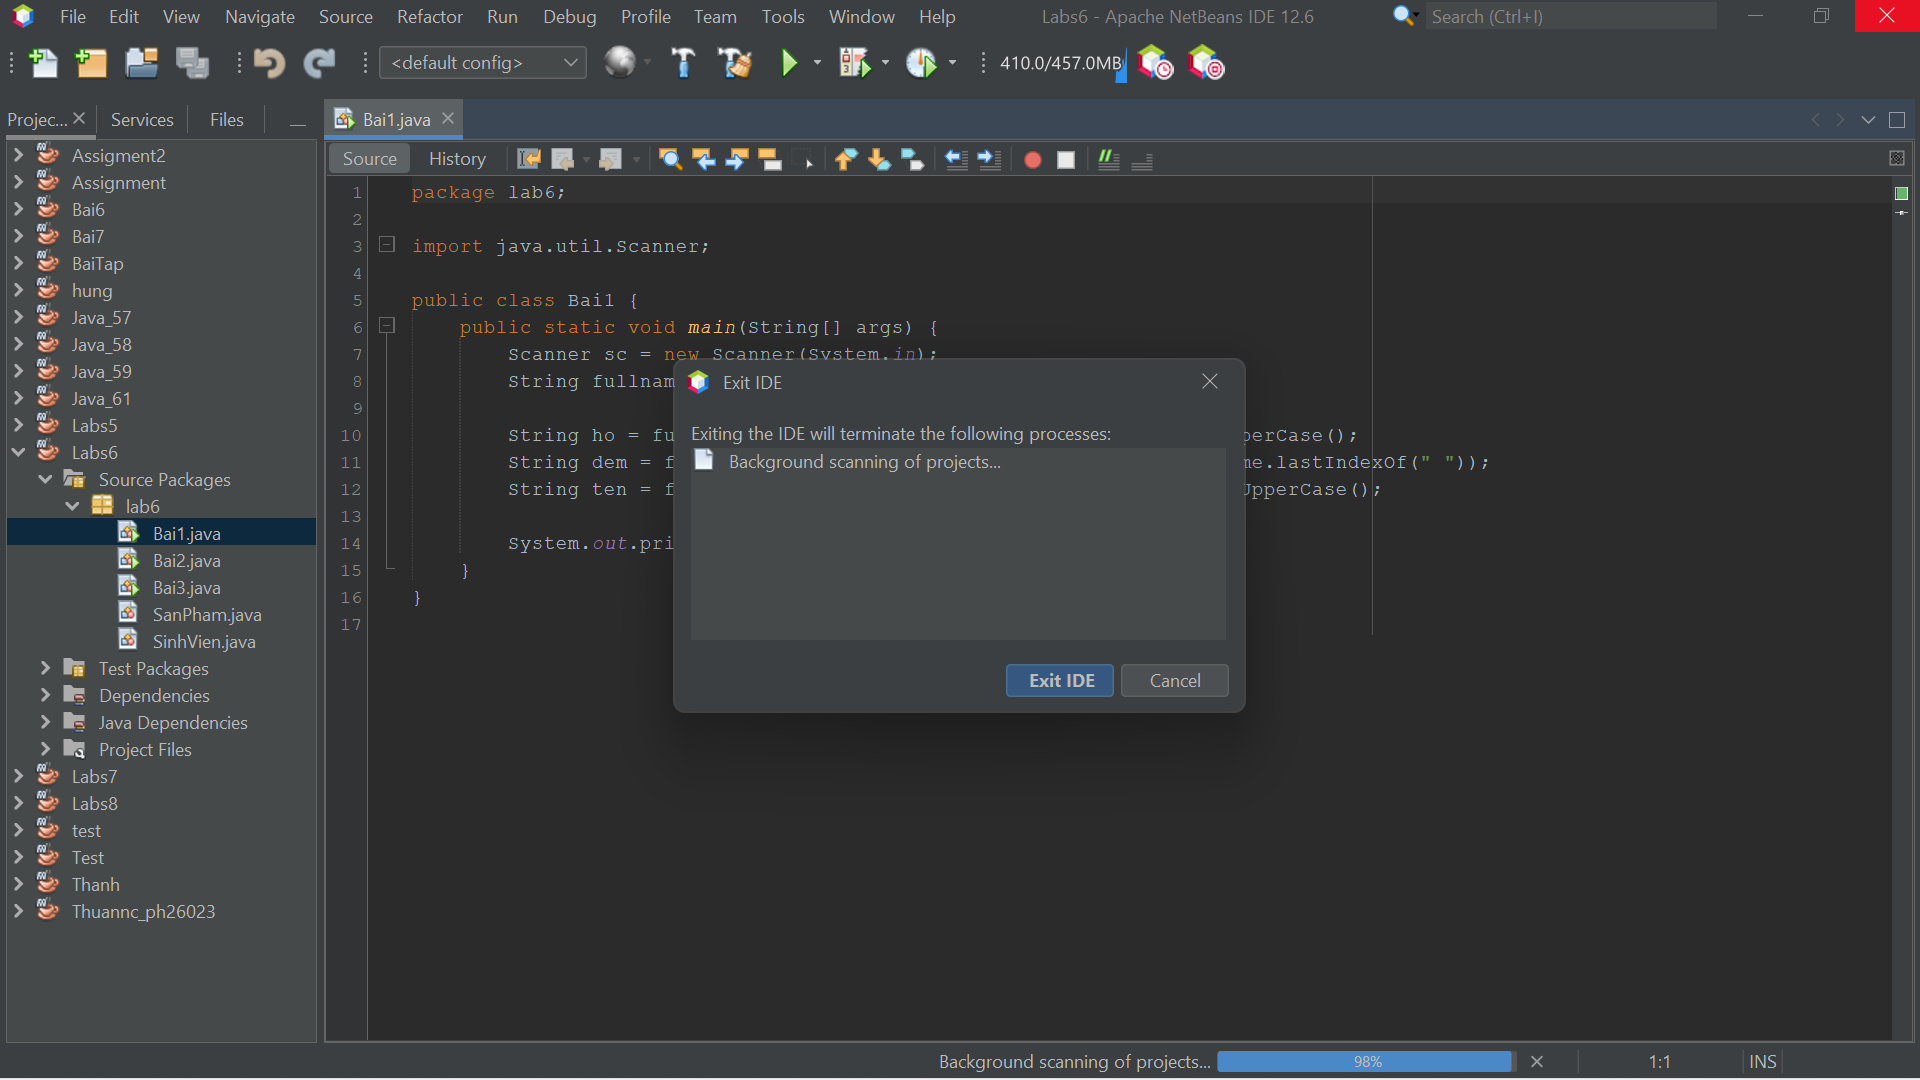 File Edit View Navigate Source Refactor Run Debug Profile Team Tools Window Help
Labs6 - Apache NetBeans IDE 12.6
Search (Ctrl+I)
<default config>
410.0/457.0MB
Projec...
Services
Files
Bai1.java
Source
History
Assigment2
Assignment
Bai6
Bai7
BaiTap
hung
Java_57
Java_58
Java_59
Java_61
Labs5
Labs6
Source Packages
lab6
Bai1.java
Bai2.java
Bai3.java
SanPham.java
SinhVien.java
Test Packages
Dependencies
Java Dependencies
Project Files
Labs7
Labs8
test
Test
Thanh
Thuannc_ph26023
1 package lab6;
2
3 import java.util.Scanner;
4
5 public class Bai1 {
6 public static void main(String[] args) {
7 Scanner sc = new Scanner(System.in);
8 String fullnam
9
10 String ho = fu perCase();
11 String dem = f me.lastIndexOf(" "));
12 String ten = f UpperCase();
13
14 System.out.pri
15 }
16 }
17
Exit IDE
Exiting the IDE will terminate the following processes:
Background scanning of projects...
Exit IDE
Cancel
Background scanning of projects...
98%
1:1
INS